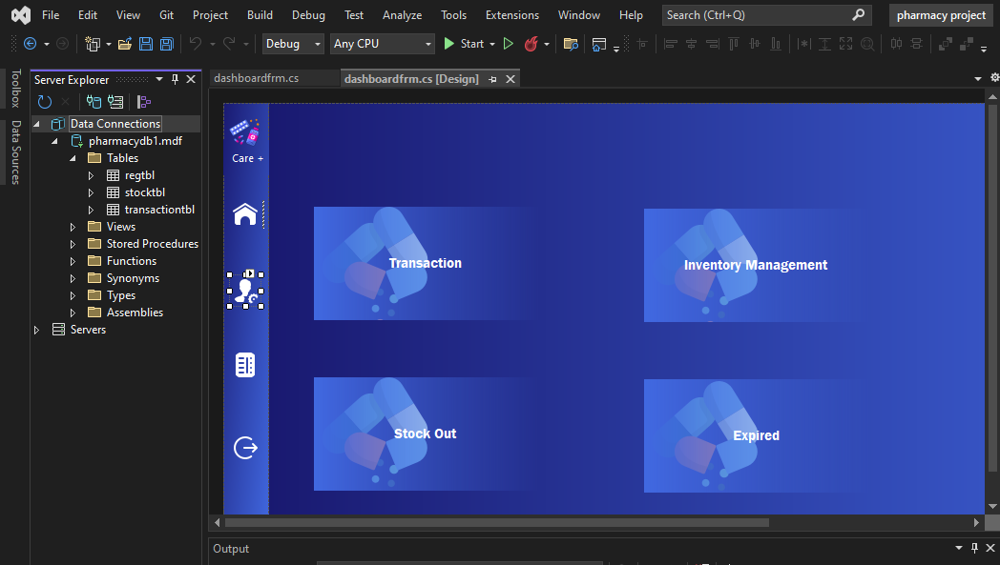 File Edit View Git Project Build Debug Test Analyze Tools Extensions Window Help Search (Ctrl+Q) pharmacy project
Debug Any CPU Start
Toolbox
Data Sources
Server Explorer
Data Connections
pharmacydb1.mdf
Tables
regtbl
stocktbl
transactiontbl
Views
Stored Procedures
Functions
Synonyms
Types
Assemblies
Servers
dashboardfrm.cs dashboardfrm.cs [Design]
Care +
Transaction
Inventory Management
Stock Out
Expired
Output